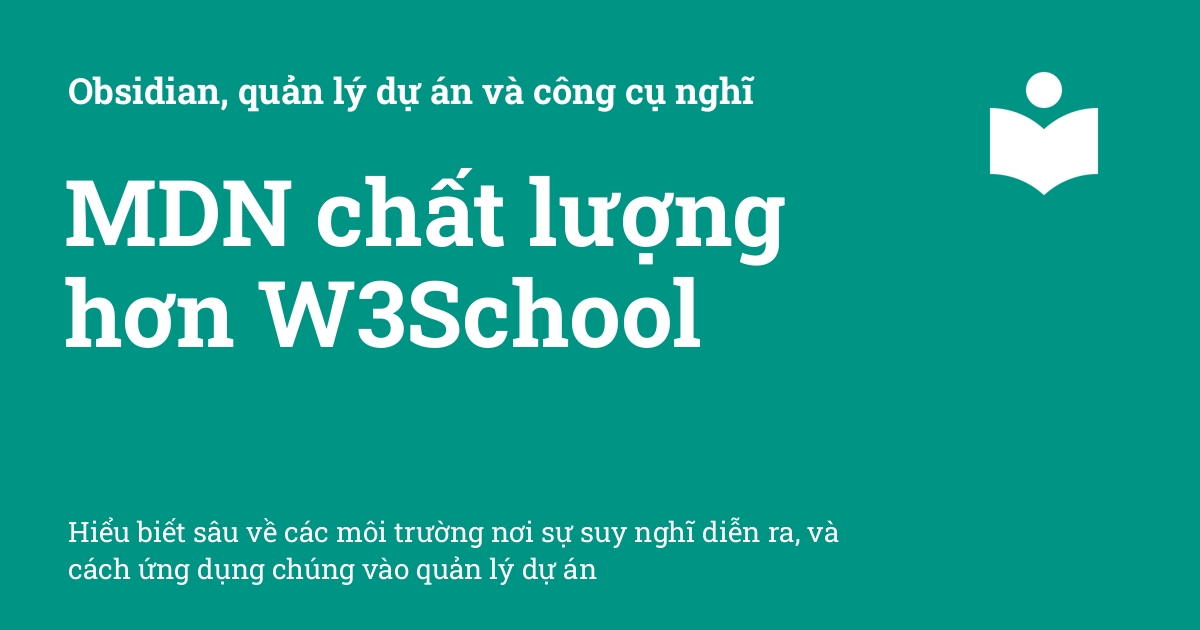 Obsidian, quản lý dự án và công cụ nghĩ
MDN chất lượng
hơn W3School
Hiểu biết sâu về các môi trường nơi sự suy nghĩ diễn ra, và
cách ứng dụng chúng vào quản lý dự án